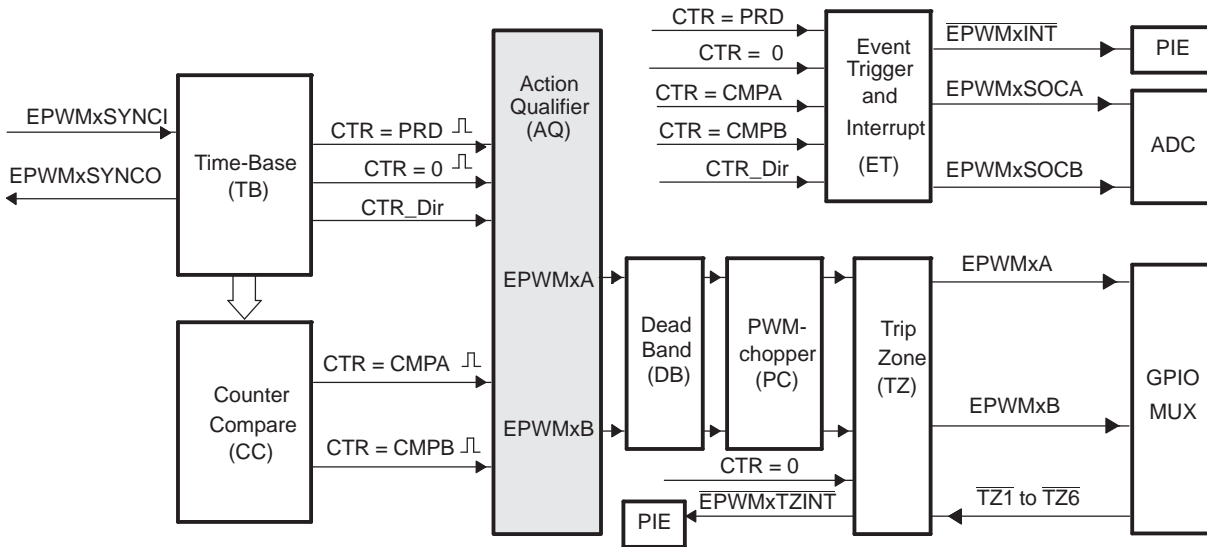 EPWMxSYNCI
EPWMxSYNCO
Time-Base
(TB)
CTR = PRD
CTR = 0
CTR_Dir
Counter
Compare
(CC)
CTR = CMPA
CTR = CMPB
Action
Qualifier
(AQ)
EPWMxA
EPWMxB
CTR = PRD
CTR = 0
CTR = CMPA
CTR = CMPB
CTR_Dir
Event
Trigger
and
Interrupt
(ET)
EPWMxINT
EPWMxSOCA
EPWMxSOCB
PIE
ADC
Dead
Band
(DB)
PWM-
chopper
(PC)
CTR = 0
EPWMxTZINT
PIE
Trip
Zone
(TZ)
EPWMxA
EPWMxB
TZ1 to TZ6
GPIO
MUX